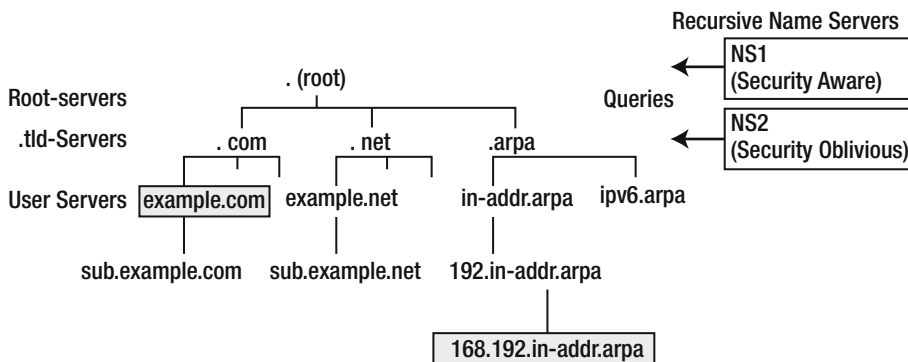 Recursive Name Servers
NS1
(Security Aware)
. (root)
Root-servers
Queries
NS2
(Security Oblivious)
.tld-Servers
. com
. net
.arpa
User Servers
example.com
example.net
in-addr.arpa
ipv6.arpa
sub.example.com
sub.example.net
192.in-addr.arpa
168.192.in-addr.arpa